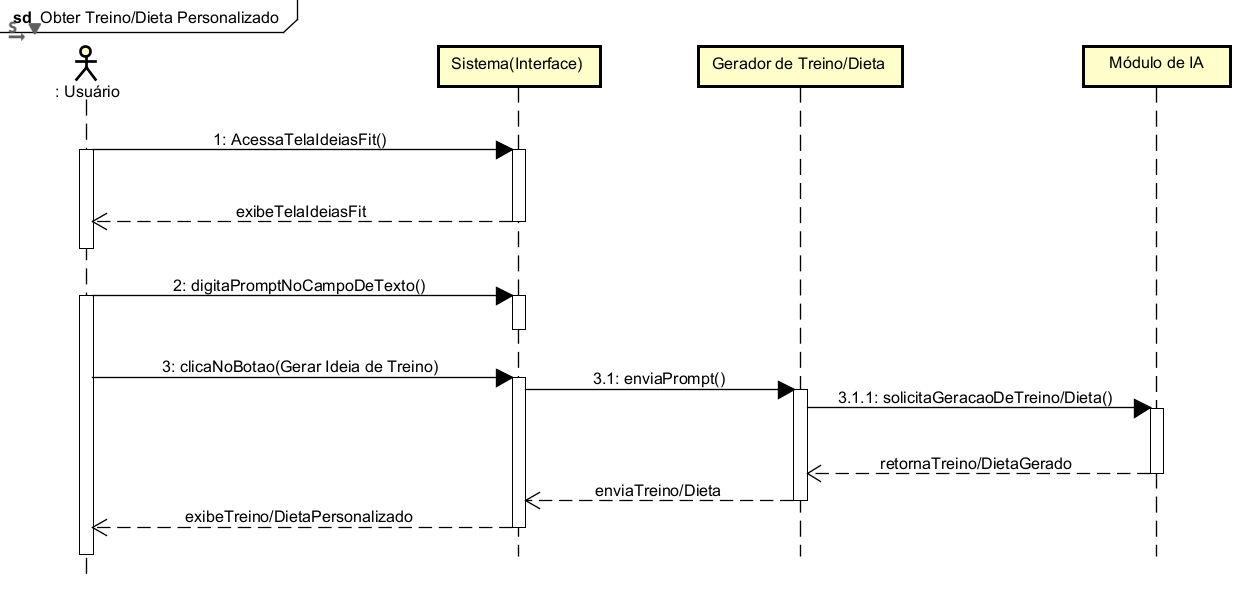 sd Obter Treino/Dieta Personalizado
: Usuário
Sistema(Interface)
Gerador de Treino/Dieta
Módulo de IA
1: AcessaTelaIdeiasFit()
exibeTelaIdeiasFit
2: digitaPromptNoCampoDeTexto()
3: clicaNoBotao(Gerar Ideia de Treino)
3.1: enviaPrompt()
3.1.1: solicitaGeracaoDeTreino/Dieta()
retornaTreino/DietaGerado
enviaTreino/Dieta
exibeTreino/DietaPersonalizado